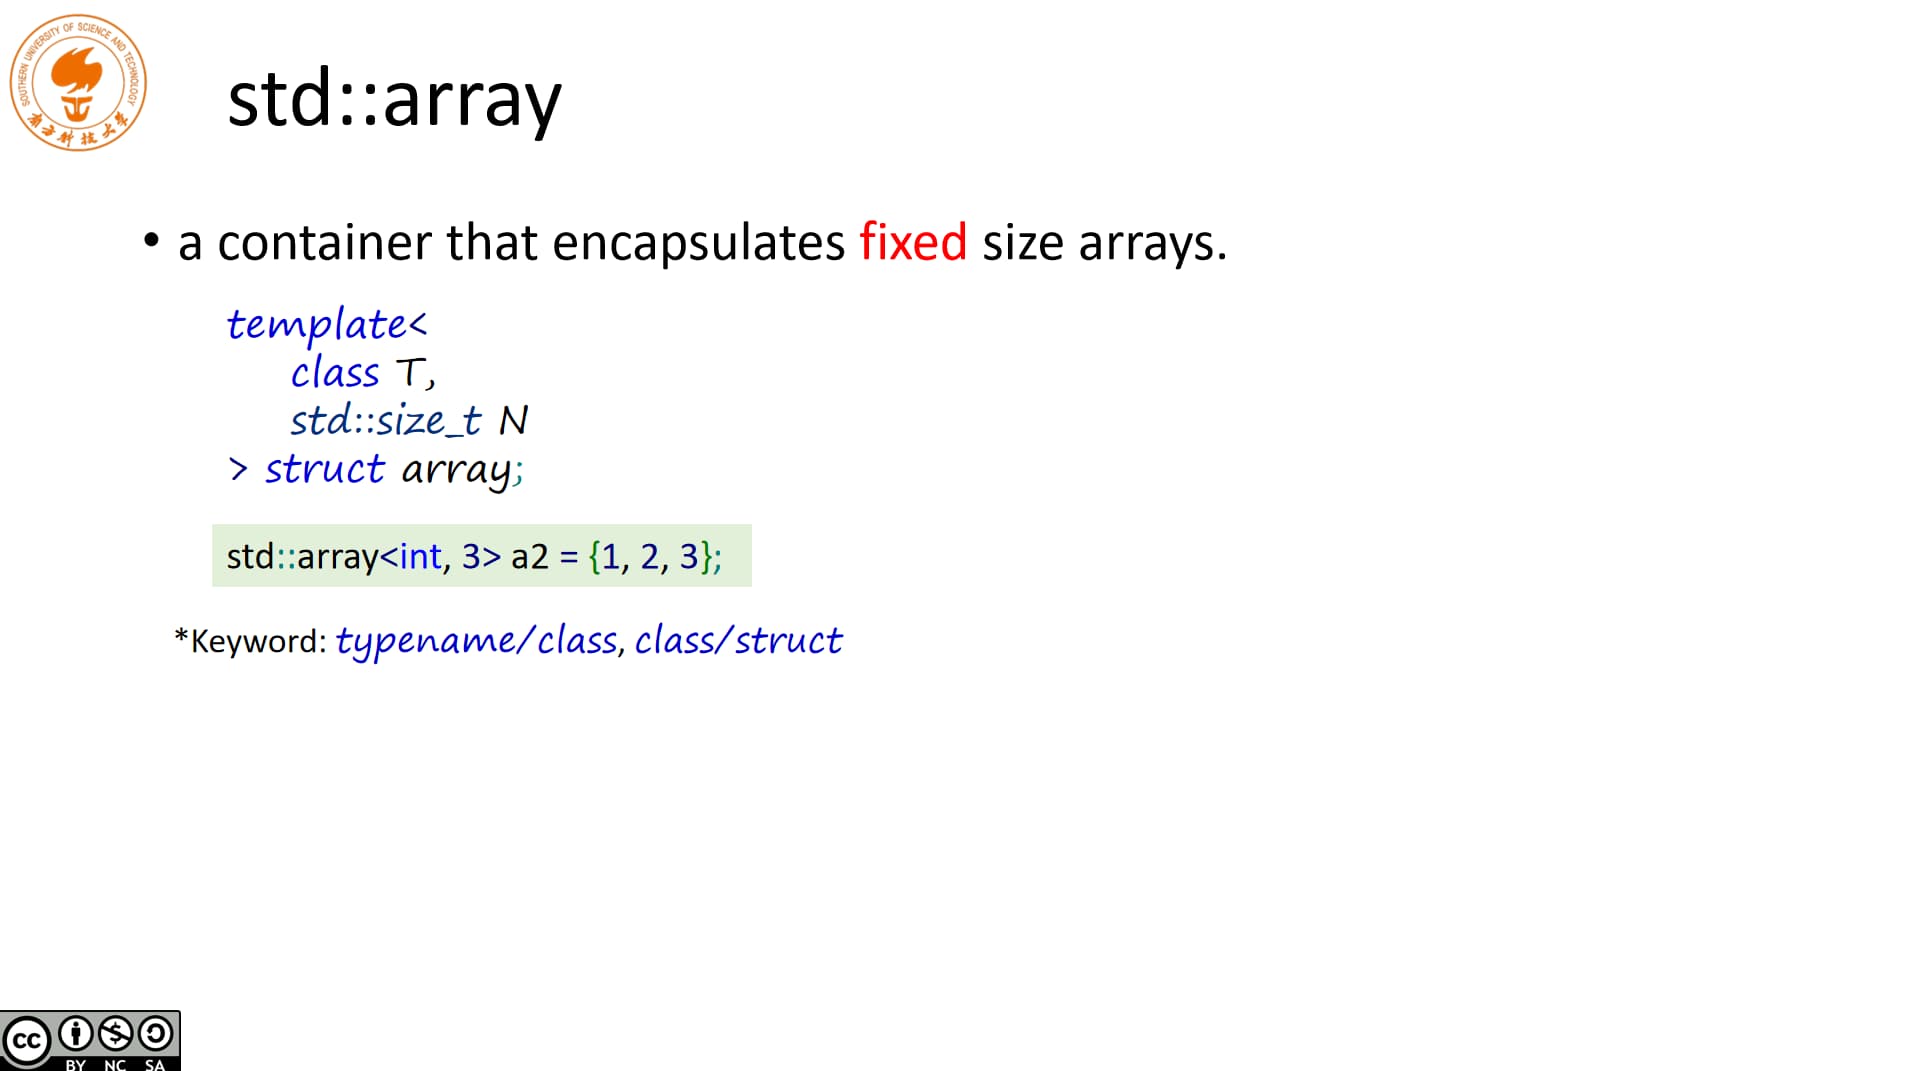 SOUTHERN UNIVERSITY OF SCIENCE AND TECHNOLOGY
南方科技大学
std::array
• a container that encapsulates fixed size arrays.
template<
class T,
std::size_t N
> struct array;
std::array<int, 3> a2 = {1, 2, 3};
*Keyword: typename/class, class/struct
cc
BY NC SA